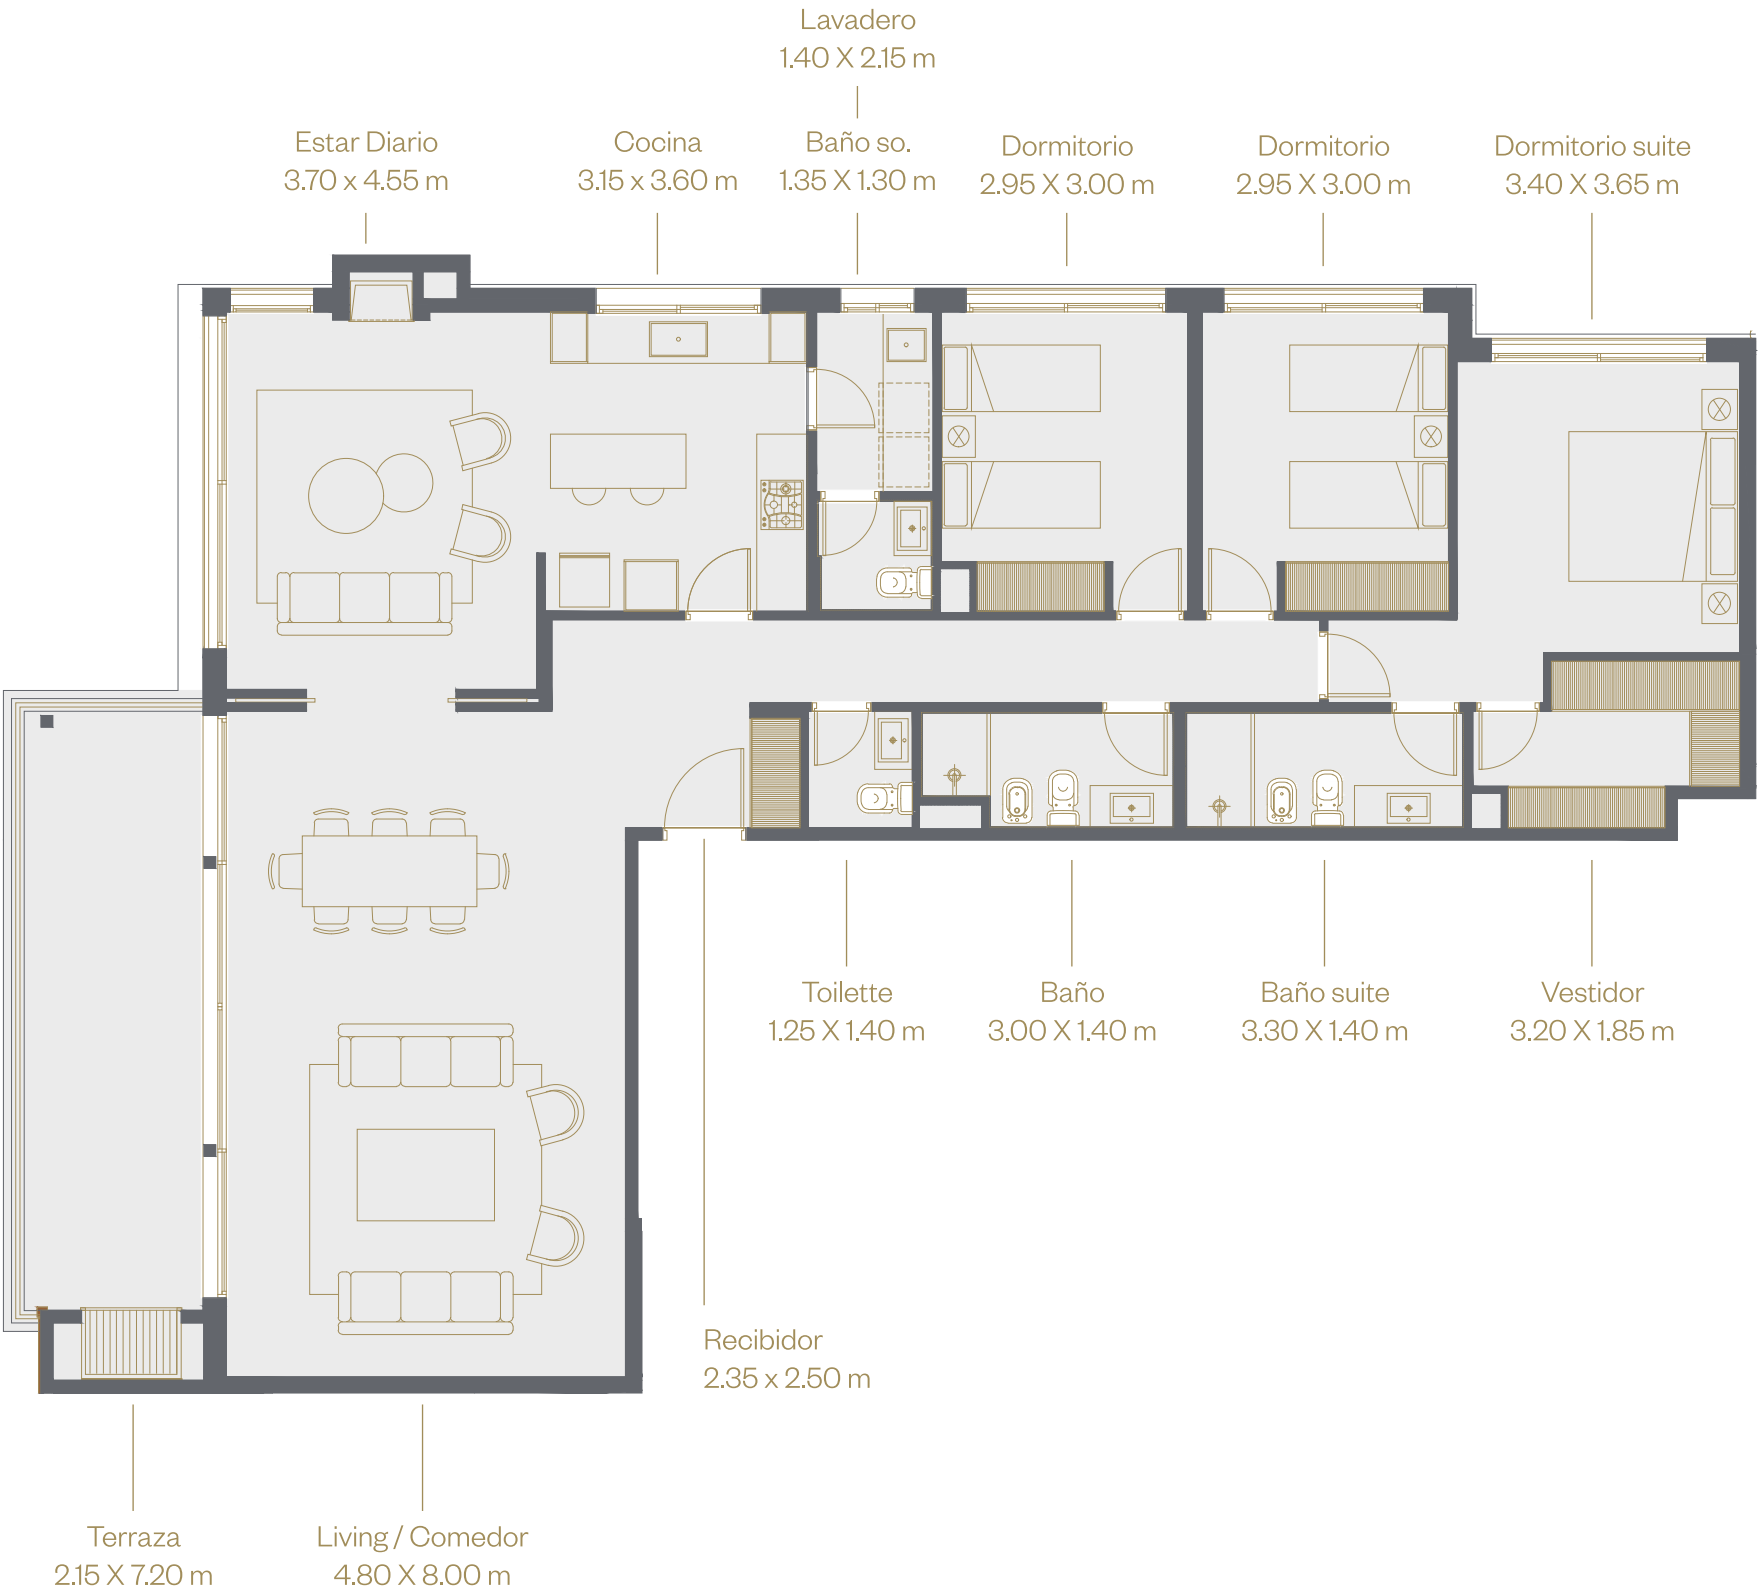 Lavadero
1.40 X 2.15 m
Estar Diario
3.70 x 4.55 m
Cocina
3.15 x 3.60 m
Baño so.
1.35 X 1.30 m
Dormitorio
2.95 X 3.00 m
Dormitorio
2.95 X 3.00 m
Dormitorio suite
3.40 X 3.65 m
Toilette
1.25 X 1.40 m
Baño
3.00 X 1.40 m
Baño suite
3.30 X 1.40 m
Vestidor
3.20 X 1.85 m
Recibidor
2.35 x 2.50 m
Terraza
2.15 X 7.20 m
Living / Comedor
4.80 X 8.00 m